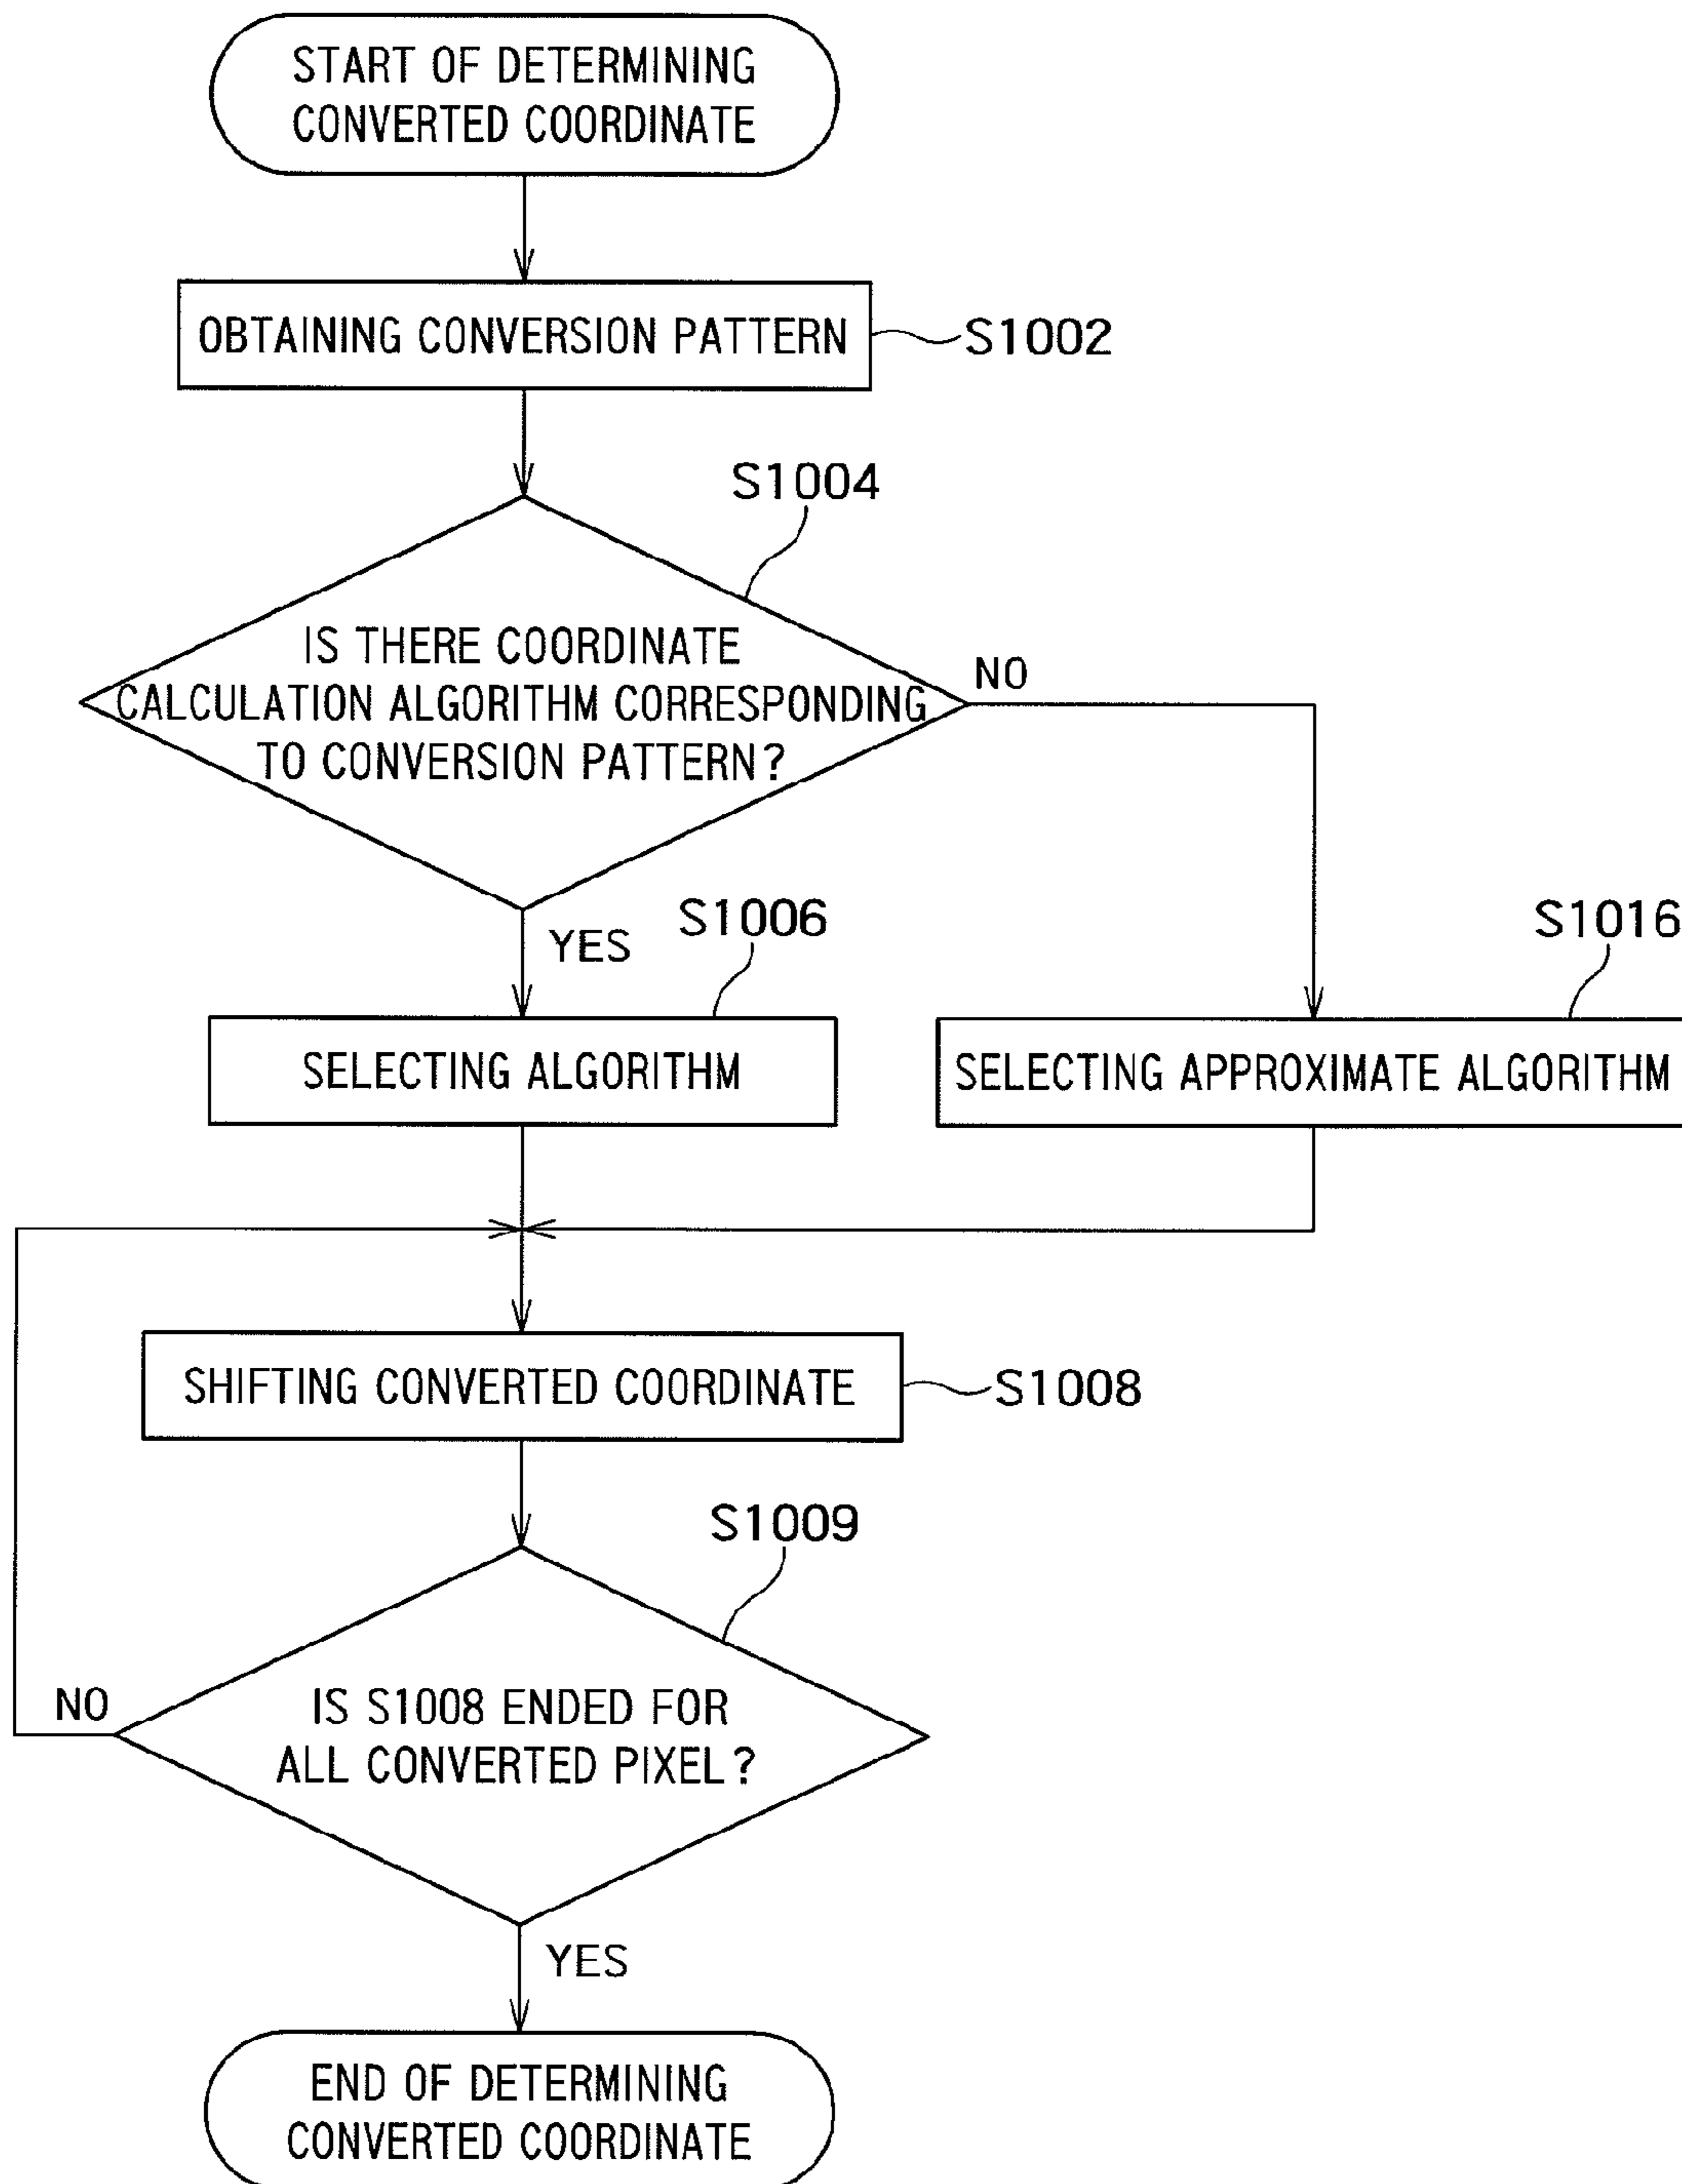 START OF DETERMINING
CONVERTED COORDINATE
OBTAINING CONVERSION PATTERN
S1002
S1004
IS THERE COORDINATE
CALCULATION ALGORITHM CORRESPONDING
TO CONVERSION PATTERN?
NO
YES
S1006
S1016
SELECTING ALGORITHM
SELECTING APPROXIMATE ALGORITHM
SHIFTING CONVERTED COORDINATE
S1008
S1009
NO
IS S1008 ENDED FOR
ALL CONVERTED PIXEL?
YES
END OF DETERMINING
CONVERTED COORDINATE